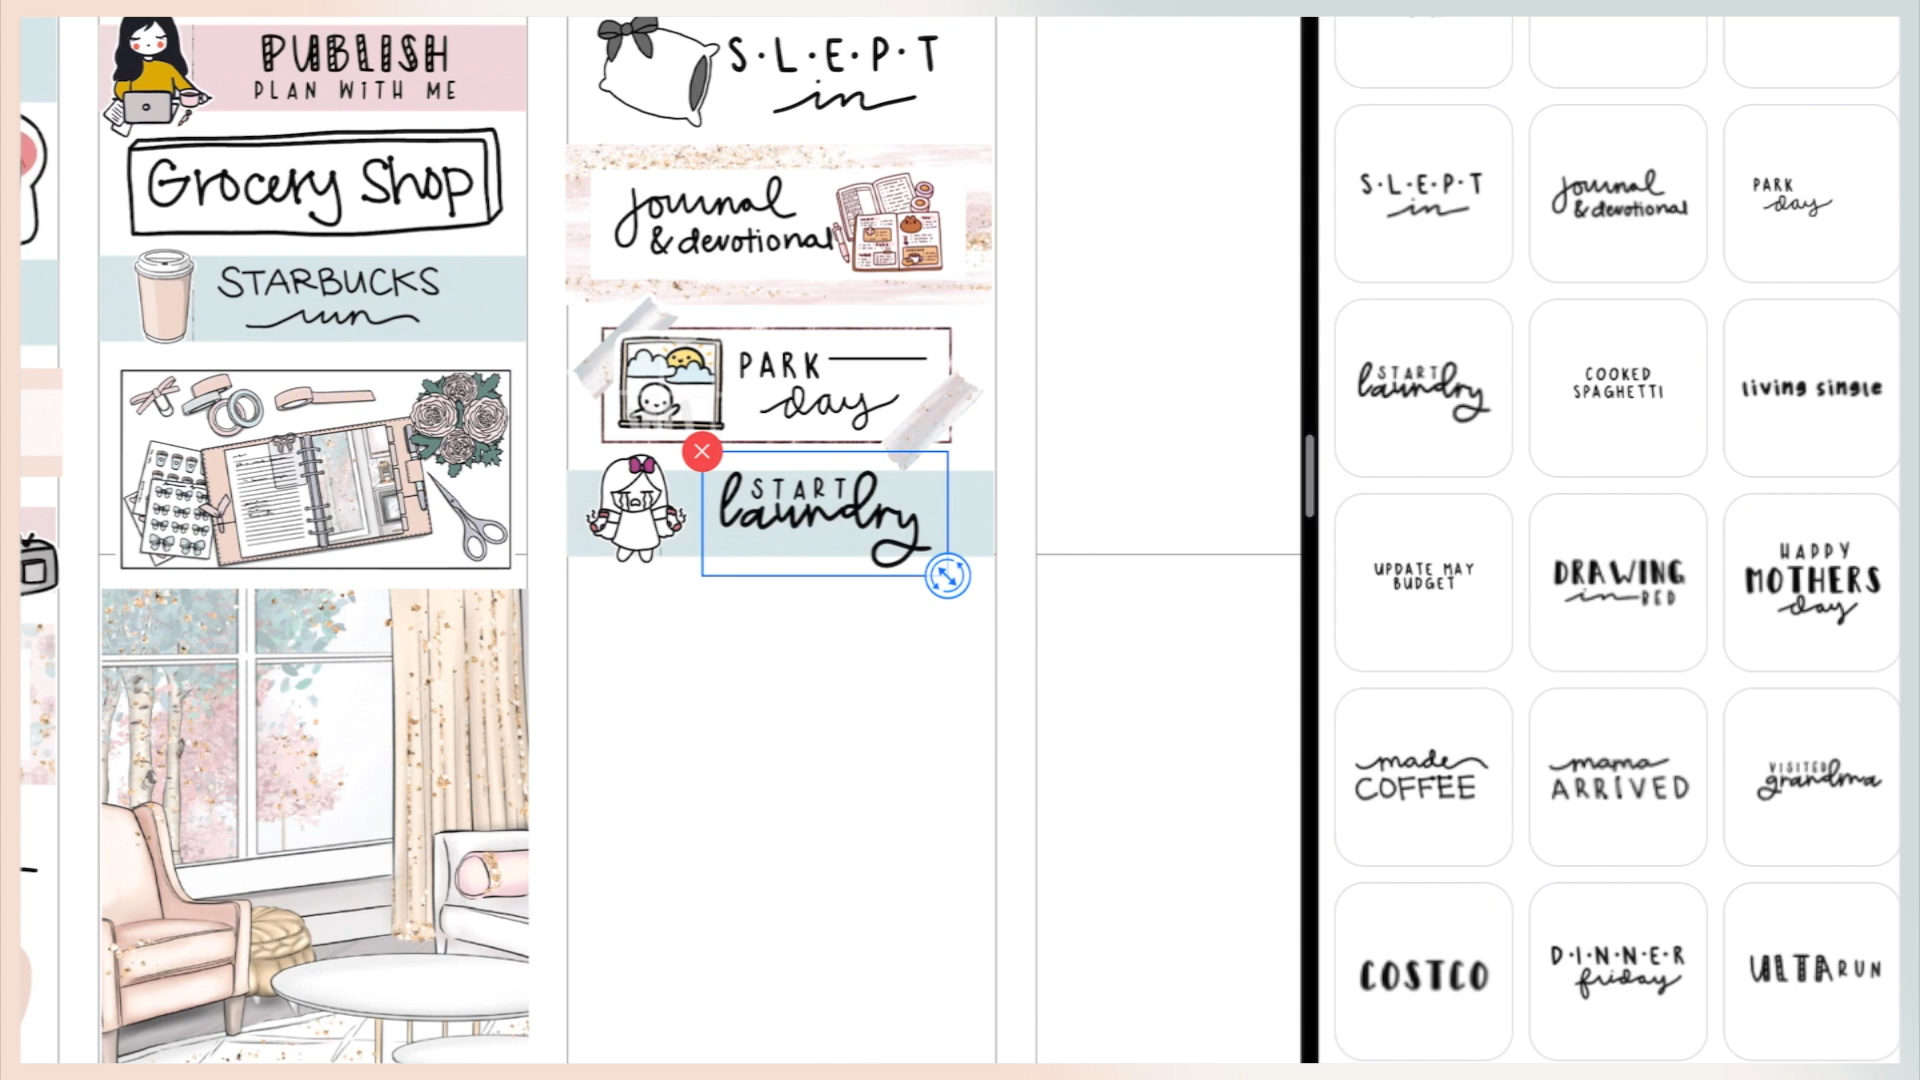 PUBLISH
PLAN WITH ME
Grocery Shop
STARBUCKS
run
S·L·E·P·T
in
journal
& devotional
PARK
day
START
laundry
S·L·E·P·T
in
journal
& devotional
PARK
day
START
laundry
COOKED
SPAGHETTI
living single
UPDATE MAY
BUDGET
DRAWING
in BED
HAPPY
MOTHERS
day
made
COFFEE
mama
ARRIVED
VISITED
grandma
COSTCO
D·I·N·N·E·R
friday
ULTA RUN